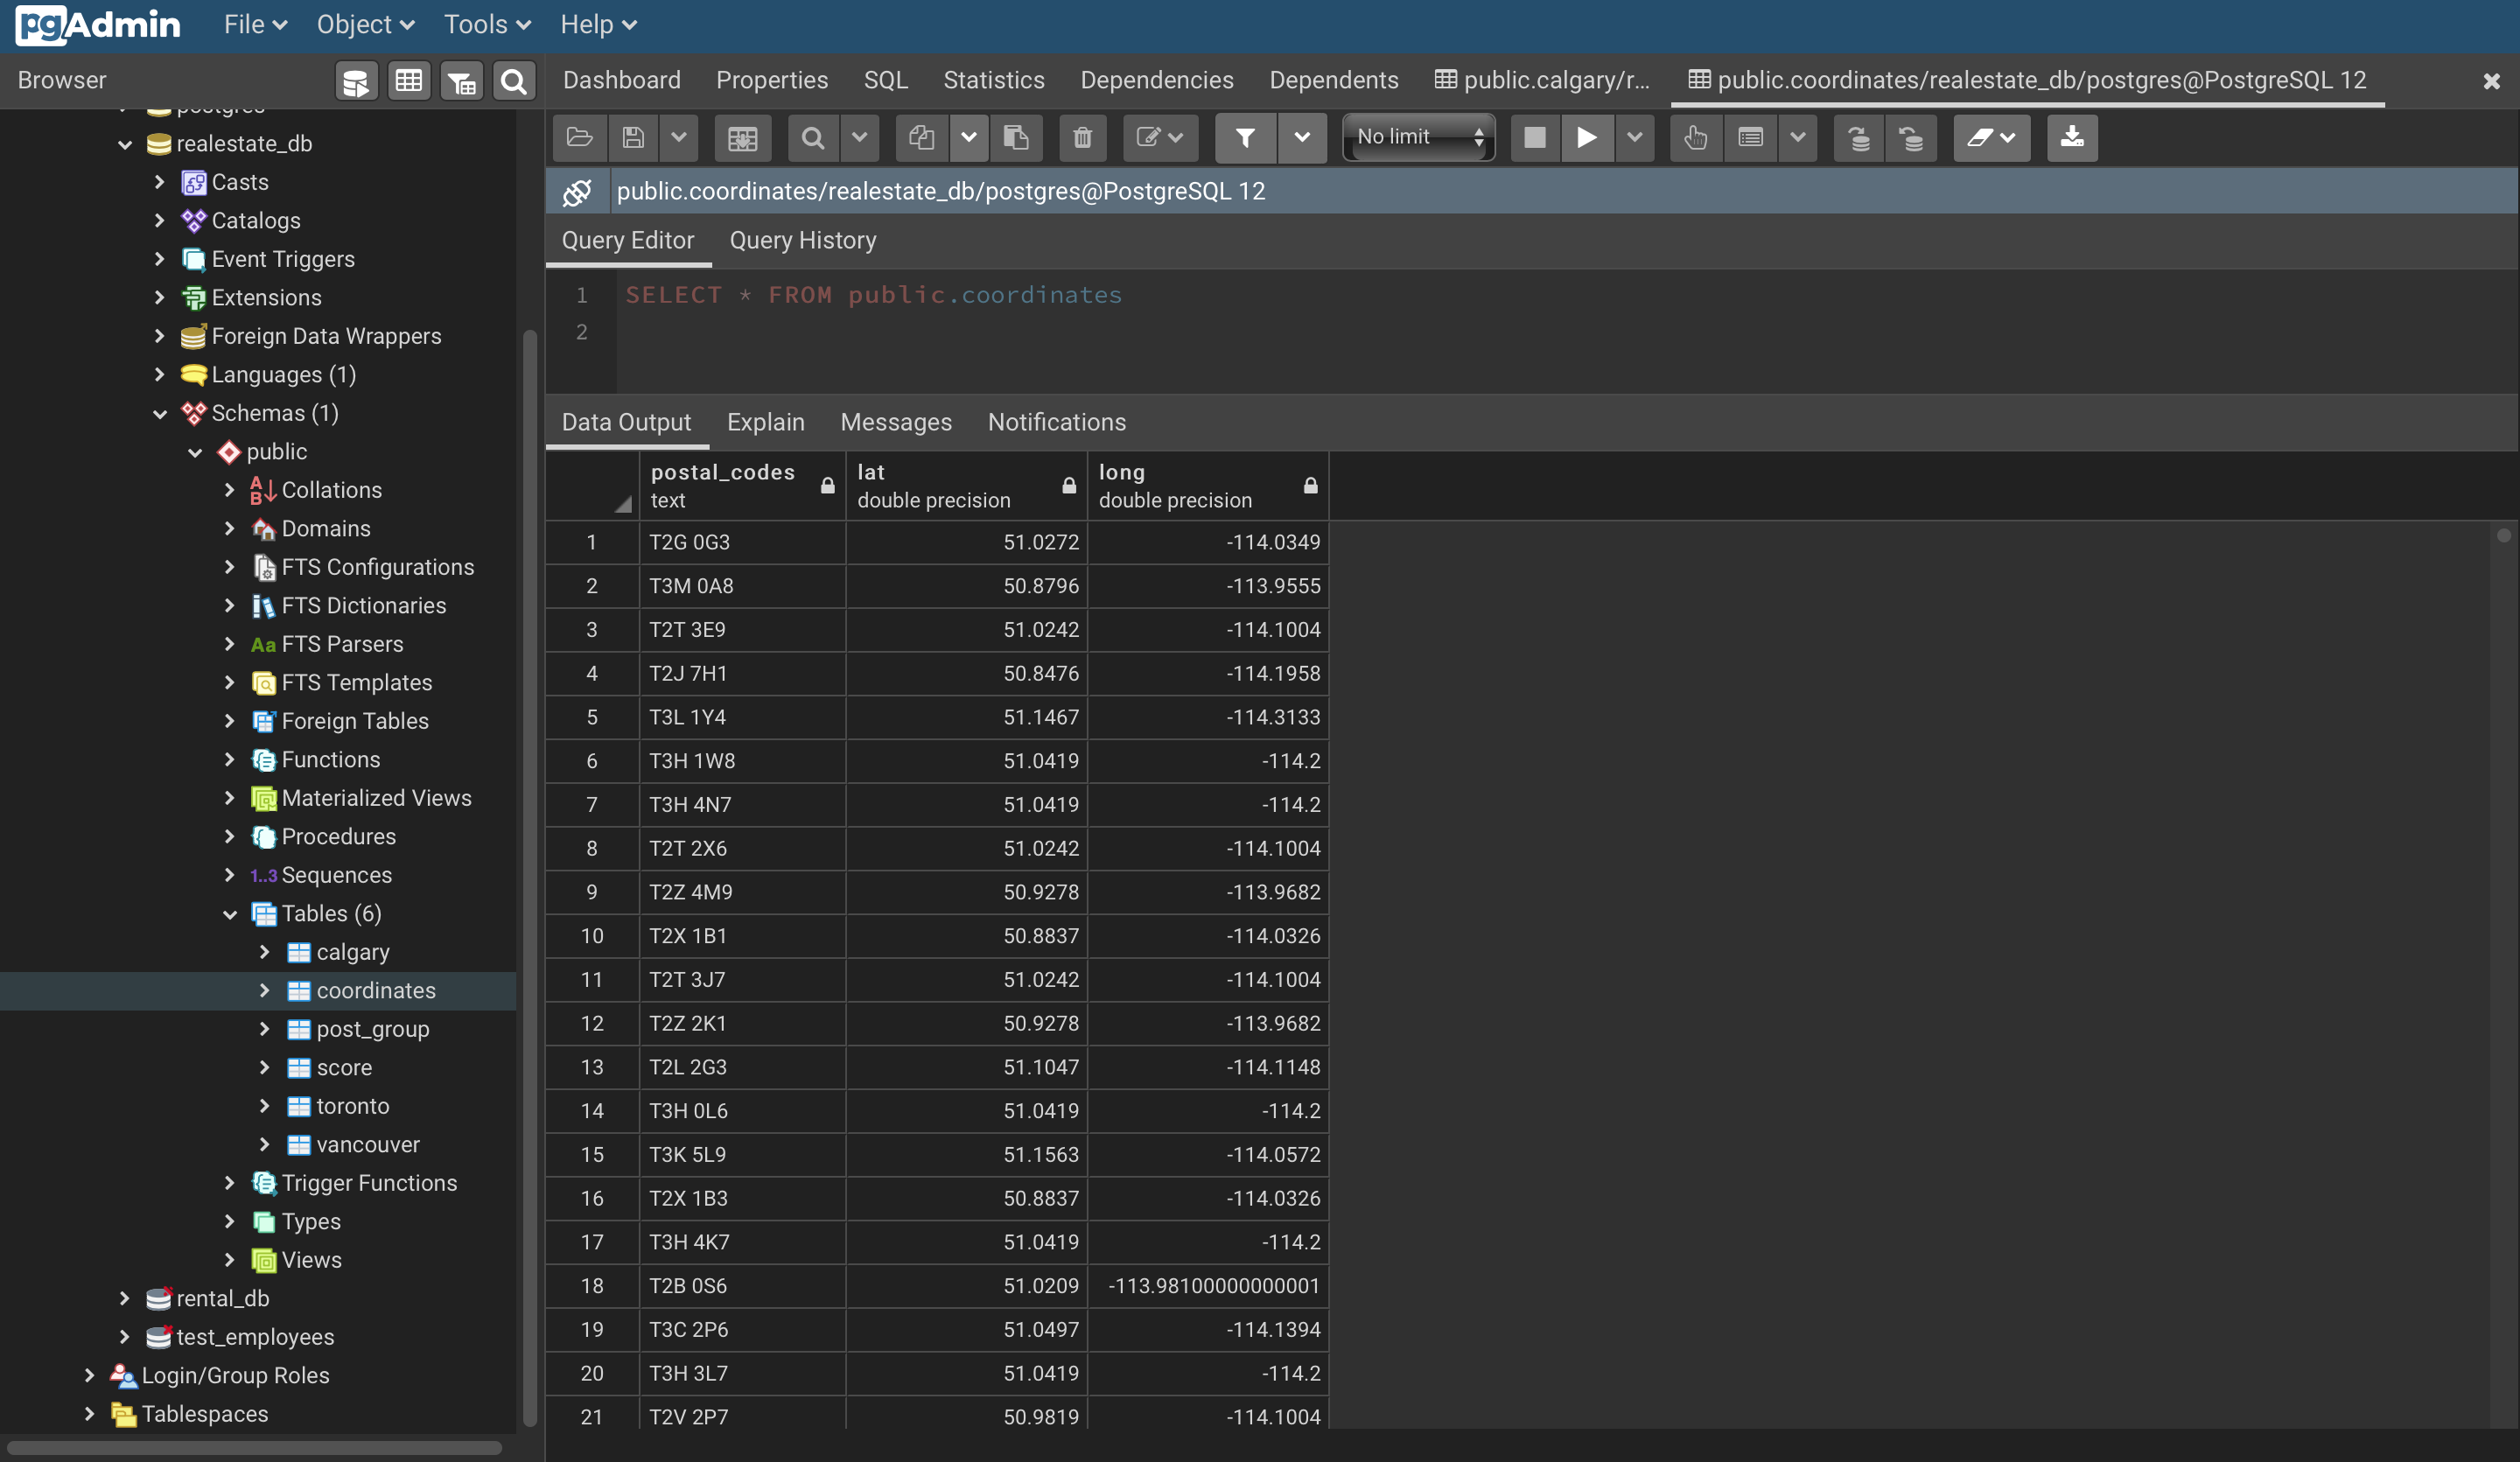 pgAdmin File Object Tools Help
Browser
Dashboard Properties SQL Statistics Dependencies Dependents public.calgary/r... public.coordinates/realestate_db/postgres@PostgreSQL 12
postgres
realestate_db
Casts
Catalogs
Event Triggers
Extensions
Foreign Data Wrappers
Languages (1)
Schemas (1)
public
Collations
Domains
FTS Configurations
FTS Dictionaries
Aa FTS Parsers
FTS Templates
Foreign Tables
Functions
Materialized Views
Procedures
1..3 Sequences
Tables (6)
calgary
coordinates
post_group
score
toronto
vancouver
Trigger Functions
Types
Views
rental_db
test_employees
Login/Group Roles
Tablespaces
No limit
public.coordinates/realestate_db/postgres@PostgreSQL 12
Query Editor Query History
1 SELECT * FROM public.coordinates
2
Data Output Explain Messages Notifications
postal_codes lat long
text double precision double precision
1 T2G 0G3 51.0272 -114.0349
2 T3M 0A8 50.8796 -113.9555
3 T2T 3E9 51.0242 -114.1004
4 T2J 7H1 50.8476 -114.1958
5 T3L 1Y4 51.1467 -114.3133
6 T3H 1W8 51.0419 -114.2
7 T3H 4N7 51.0419 -114.2
8 T2T 2X6 51.0242 -114.1004
9 T2Z 4M9 50.9278 -113.9682
10 T2X 1B1 50.8837 -114.0326
11 T2T 3J7 51.0242 -114.1004
12 T2Z 2K1 50.9278 -113.9682
13 T2L 2G3 51.1047 -114.1148
14 T3H 0L6 51.0419 -114.2
15 T3K 5L9 51.1563 -114.0572
16 T2X 1B3 50.8837 -114.0326
17 T3H 4K7 51.0419 -114.2
18 T2B 0S6 51.0209 -113.98100000000001
19 T3C 2P6 51.0497 -114.1394
20 T3H 3L7 51.0419 -114.2
21 T2V 2P7 50.9819 -114.1004